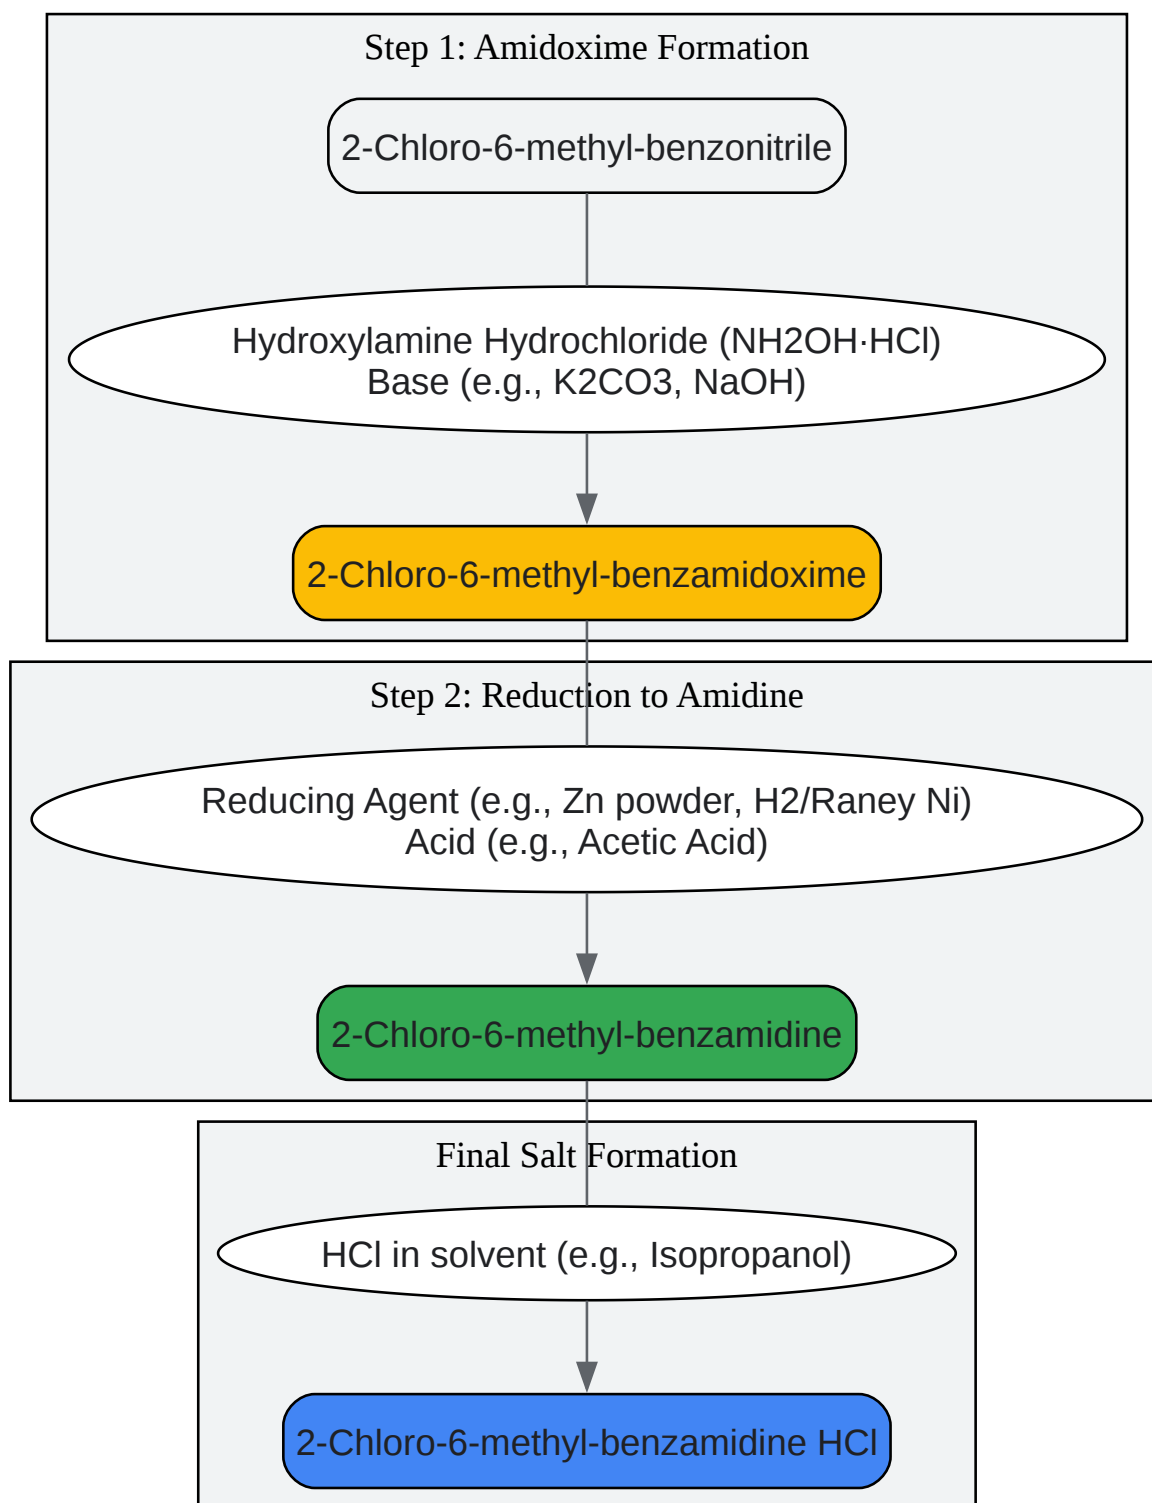 Step 1: Amidoxime Formation
2-Chloro-6-methyl-benzonitrile
Hydroxylamine Hydrochloride (NH2OH·HCl)
Base (e.g., K2CO3, NaOH)
2-Chloro-6-methyl-benzamidoxime
Step 2: Reduction to Amidine
Reducing Agent (e.g., Zn powder, H2/Raney Ni)
Acid (e.g., Acetic Acid)
2-Chloro-6-methyl-benzamidine
Final Salt Formation
HCl in solvent (e.g., Isopropanol)
2-Chloro-6-methyl-benzamidine HCl